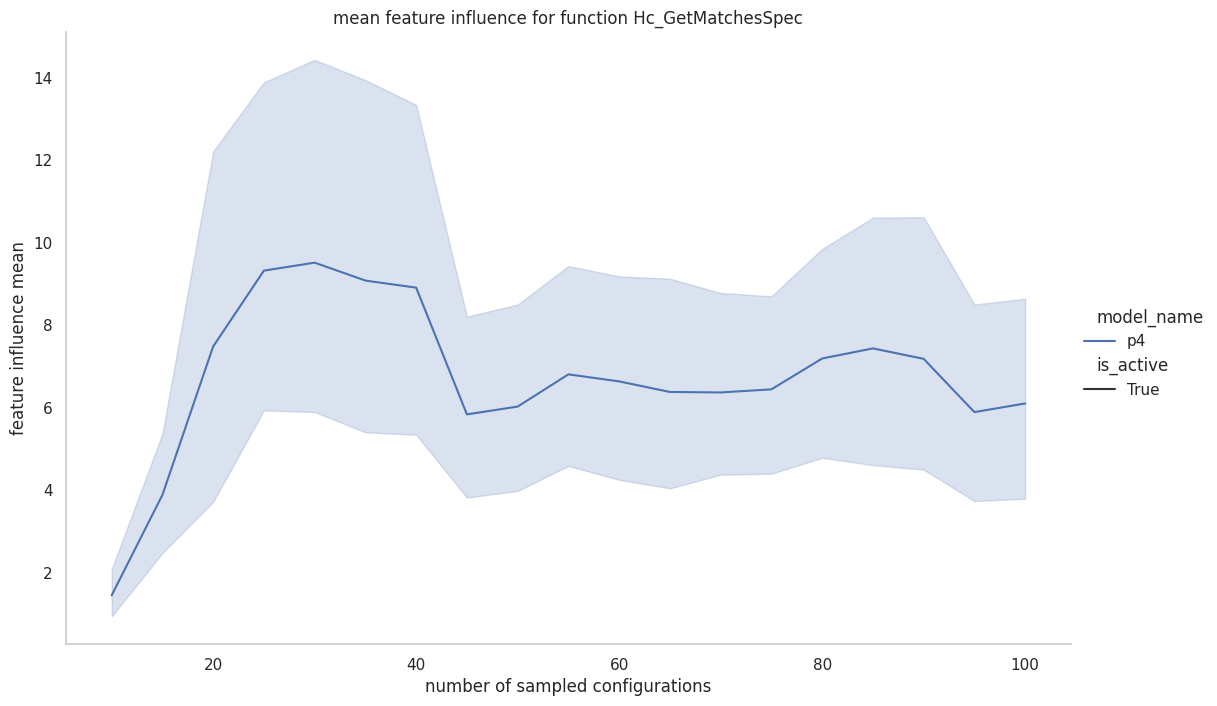 mean feature influence for function Hc_GetMatchesSpec
14
12
10
8
6
4
2
feature influence mean
20
40
60
80
100
number of sampled configurations
model_name
p4
is_active
True